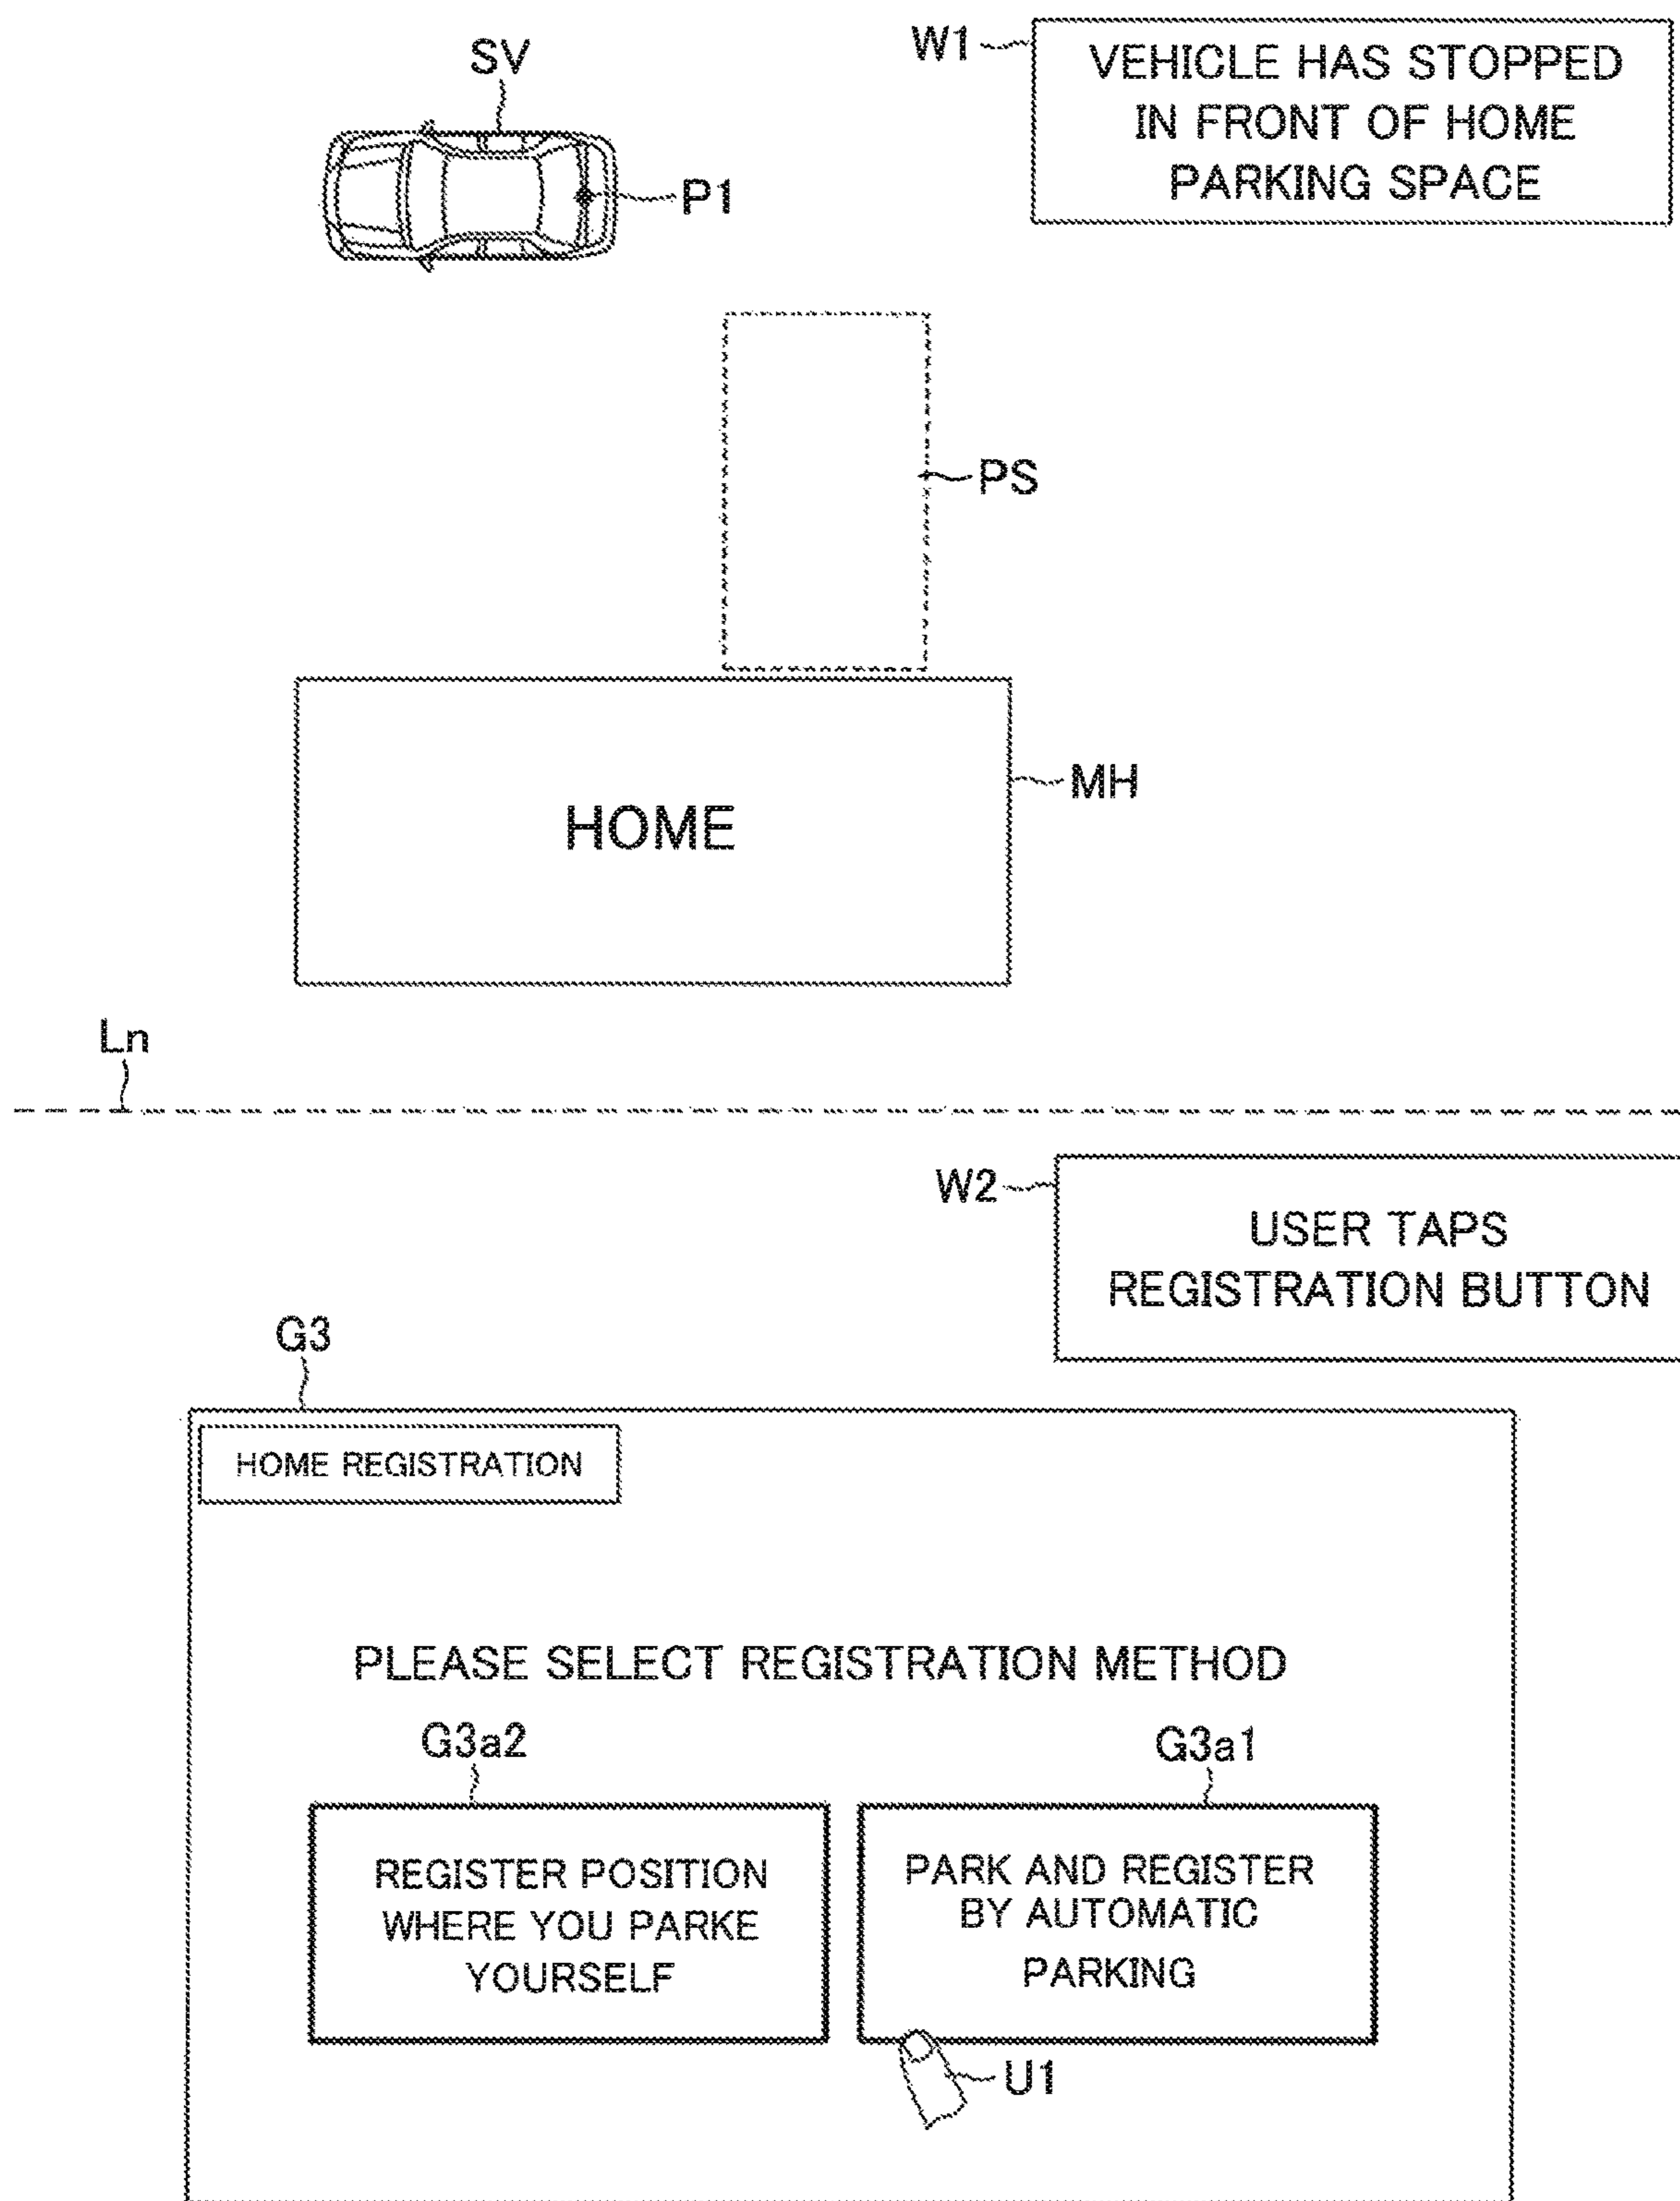 SV
W1
VEHICLE HAS STOPPED
IN FRONT OF HOME
PARKING SPACE
P1
PS
MH
HOME
Ln
W2
USER TAPS
REGISTRATION BUTTON
G3
HOME REGISTRATION
PLEASE SELECT REGISTRATION METHOD
G3a2
REGISTER POSITION
WHERE YOU PARKE
YOURSELF
G3a1
PARK AND REGISTER
BY AUTOMATIC
PARKING
U1